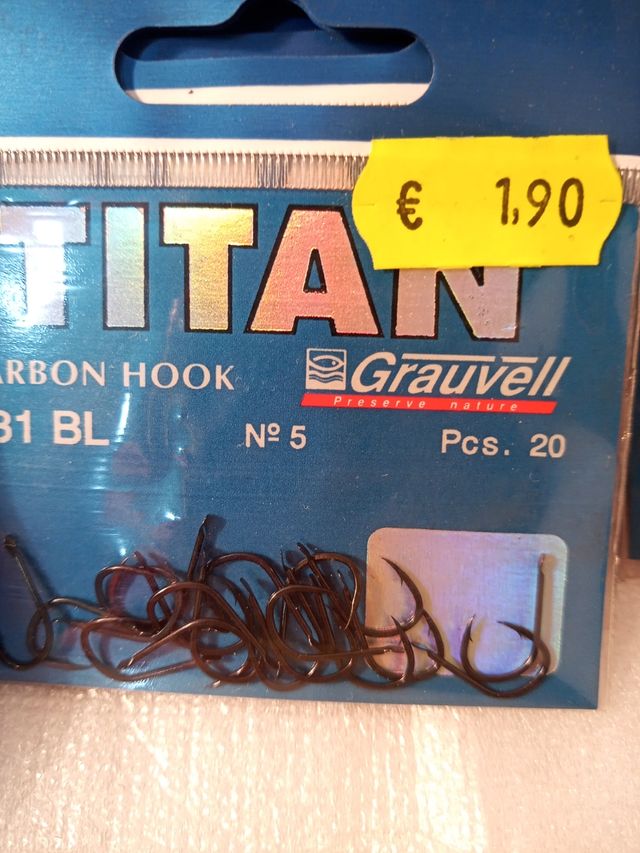 € 1,90
TITAN
ARBON HOOK
Grauvell
Preserve nature
31 BL Nº 5 Pcs. 20